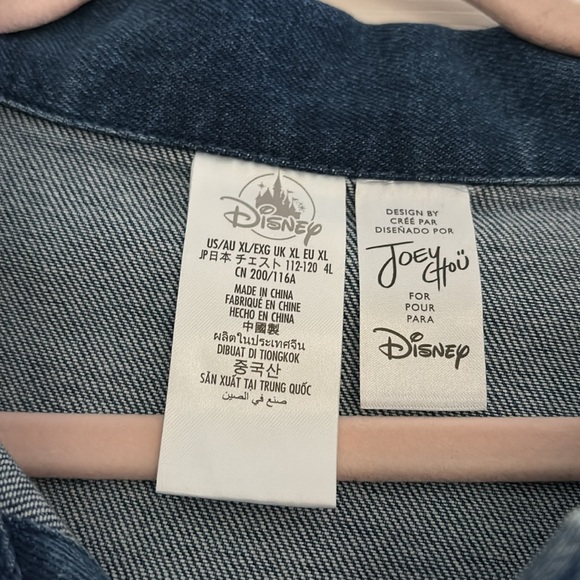 Disney
US/AU XL/EXG UK XL EU XL
JP日本 チェスト 112-120 4L
CN 200/116A
MADE IN CHINA
FABRIQUÉ EN CHINE
HECHO EN CHINA
中國製
ผลิตในประเทศจีน
DIBUAT DI TIONGKOK
중국산
SẢN XUẤT TẠI TRUNG QUỐC
صنع في الصين
DESIGN BY
CRÉÉ PAR
DISEÑADO POR
JOEY CHOÜ
FOR
POUR
PARA
Disney